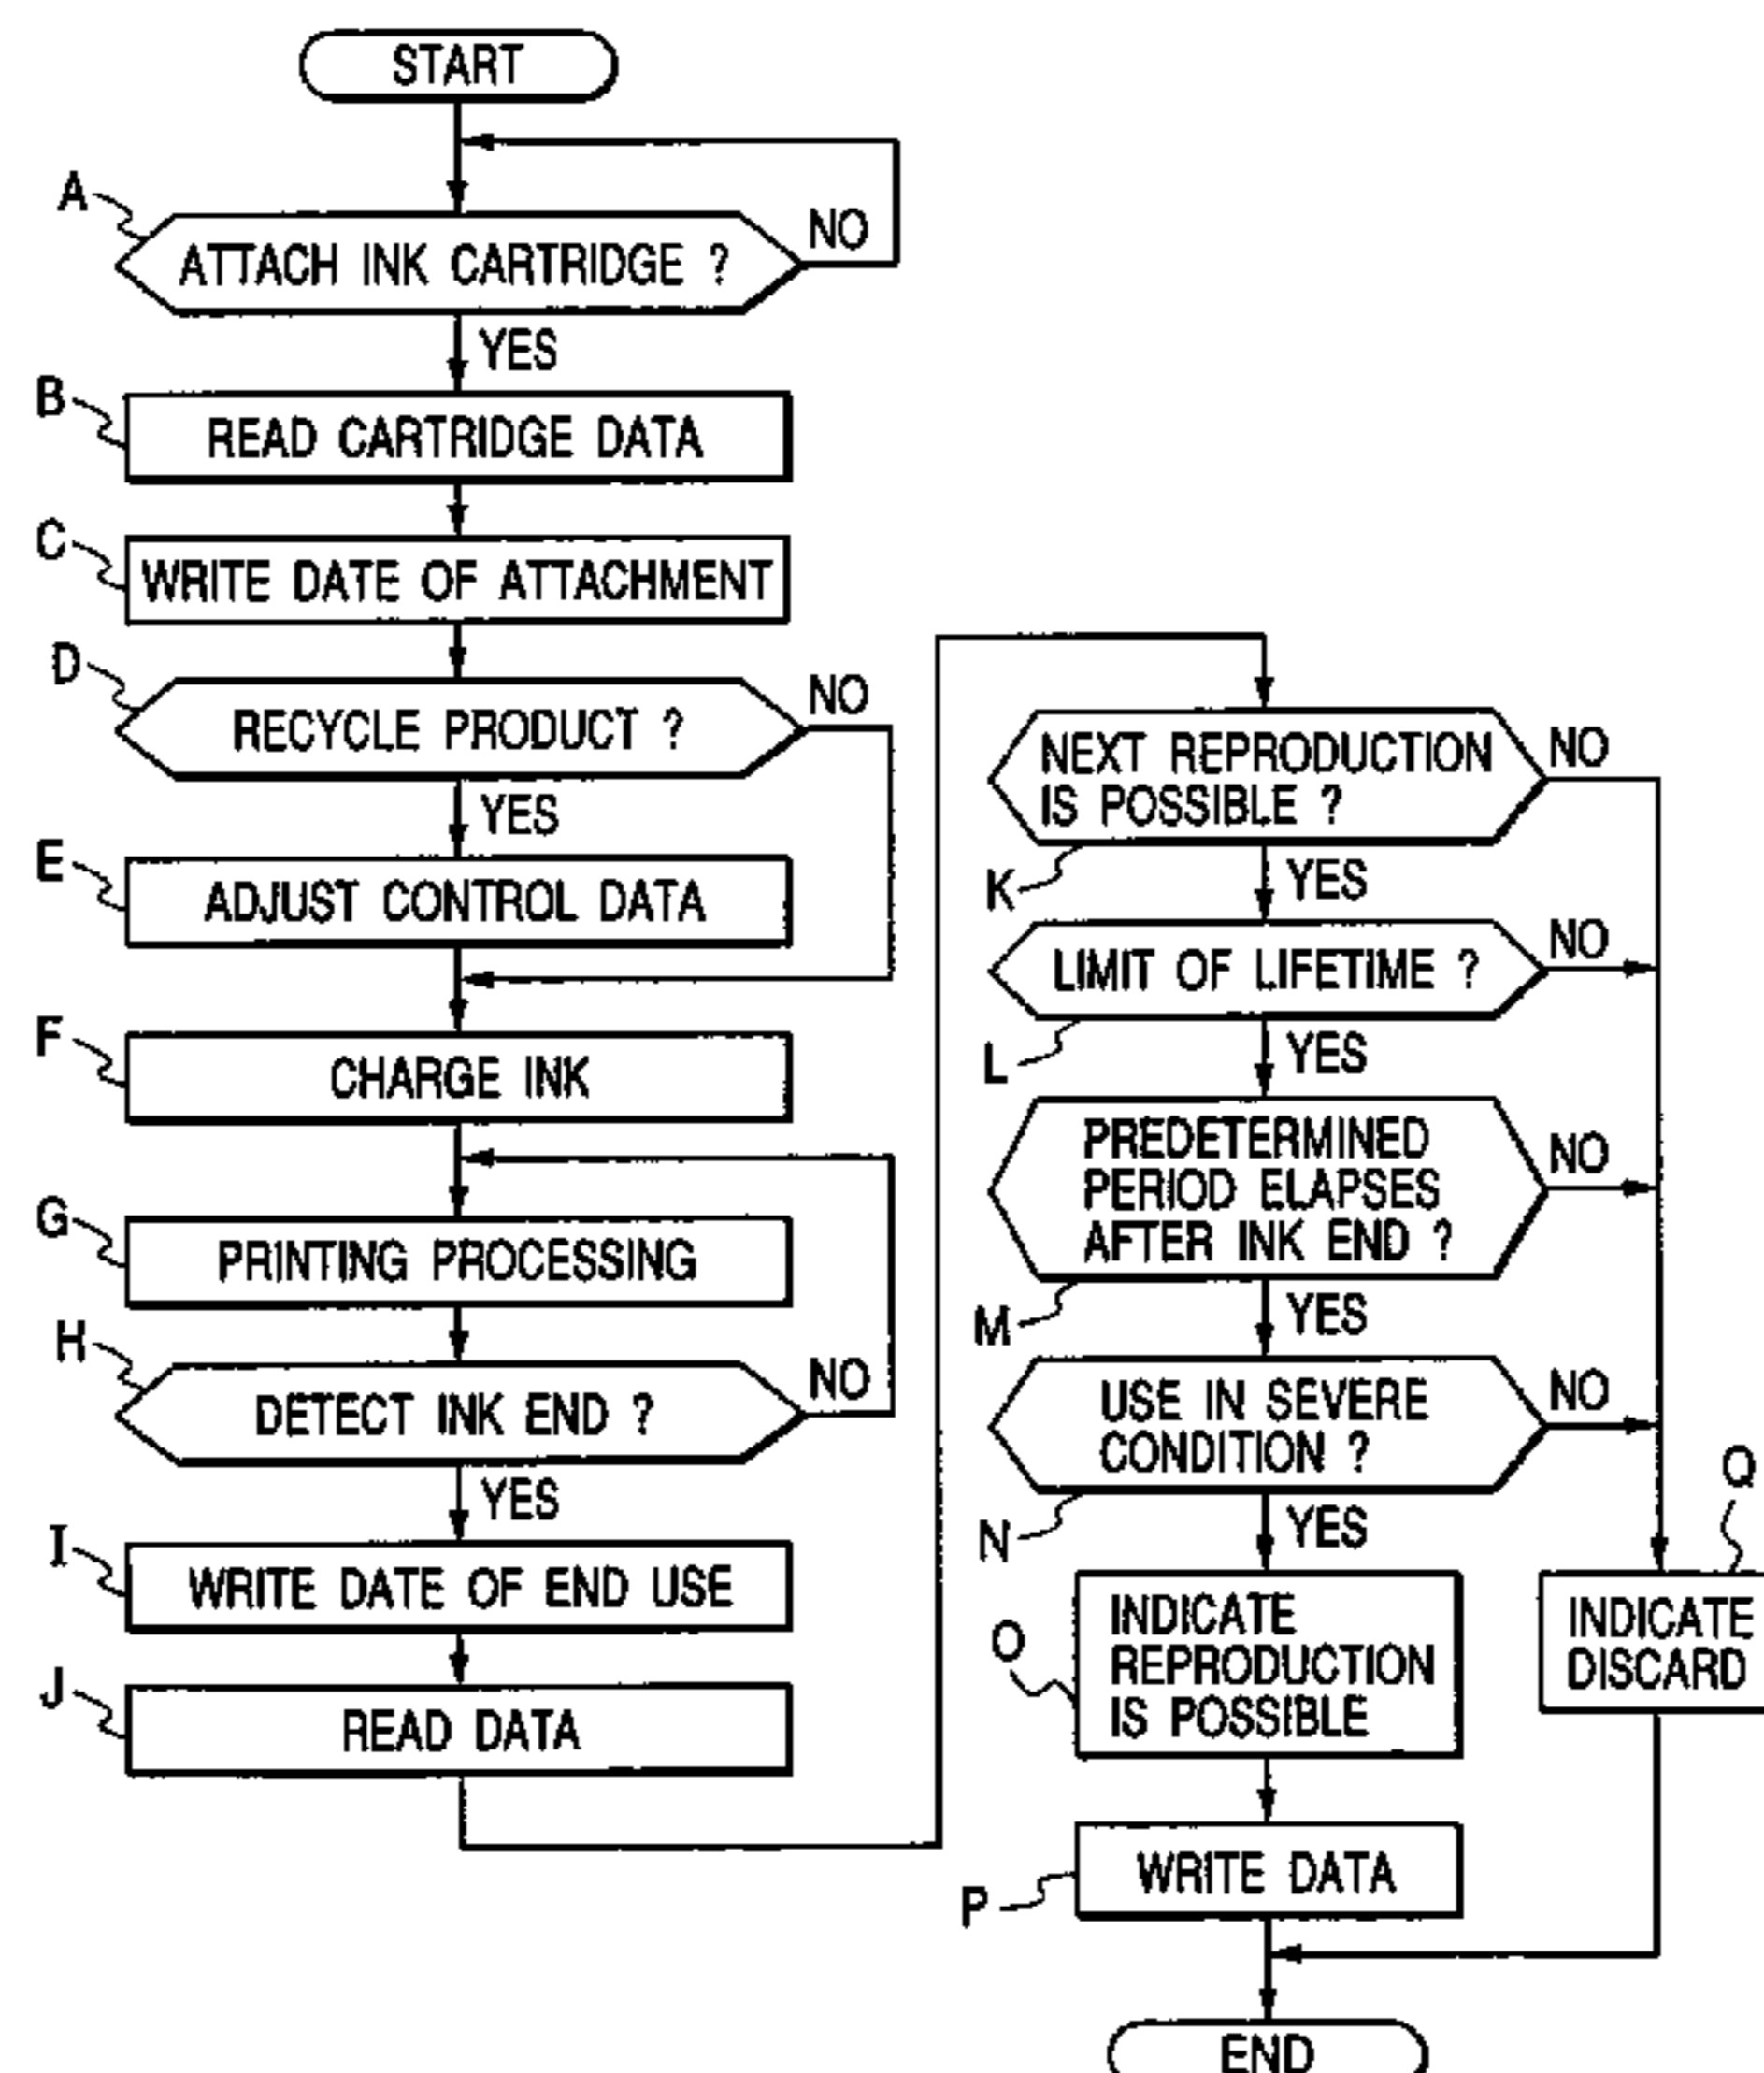 START
A
ATTACH INK CARTRIDGE ?
NO
YES
B
READ CARTRIDGE DATA
C
WRITE DATE OF ATTACHMENT
D
RECYCLE PRODUCT ?
NO
YES
E
ADJUST CONTROL DATA
F
CHARGE INK
G
PRINTING PROCESSING
H
DETECT INK END ?
NO
YES
I
WRITE DATE OF END USE
J
READ DATA
NEXT REPRODUCTION
IS POSSIBLE ?
NO
K
YES
LIMIT OF LIFETIME ?
NO
L
YES
PREDETERMINED
PERIOD ELAPSES
AFTER INK END ?
NO
M
YES
USE IN SEVERE
CONDITION ?
NO
N
YES
O
INDICATE
REPRODUCTION
IS POSSIBLE
Q
INDICATE
DISCARD
P
WRITE DATA
END